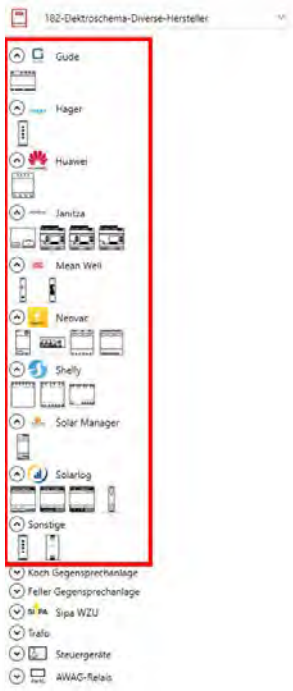 102-Elektroschema-Diverse-Hersteller
Gude
Hager
Huawei
Janitza
Mean Well
Neovac
Shelly
Solar Manager
Solarlog
Sonstige
Koch Gegensprechanlage
Feller Gegensprechanlage
Sipa WZU
Trafo
Steuergeräte
AWAG-Relais